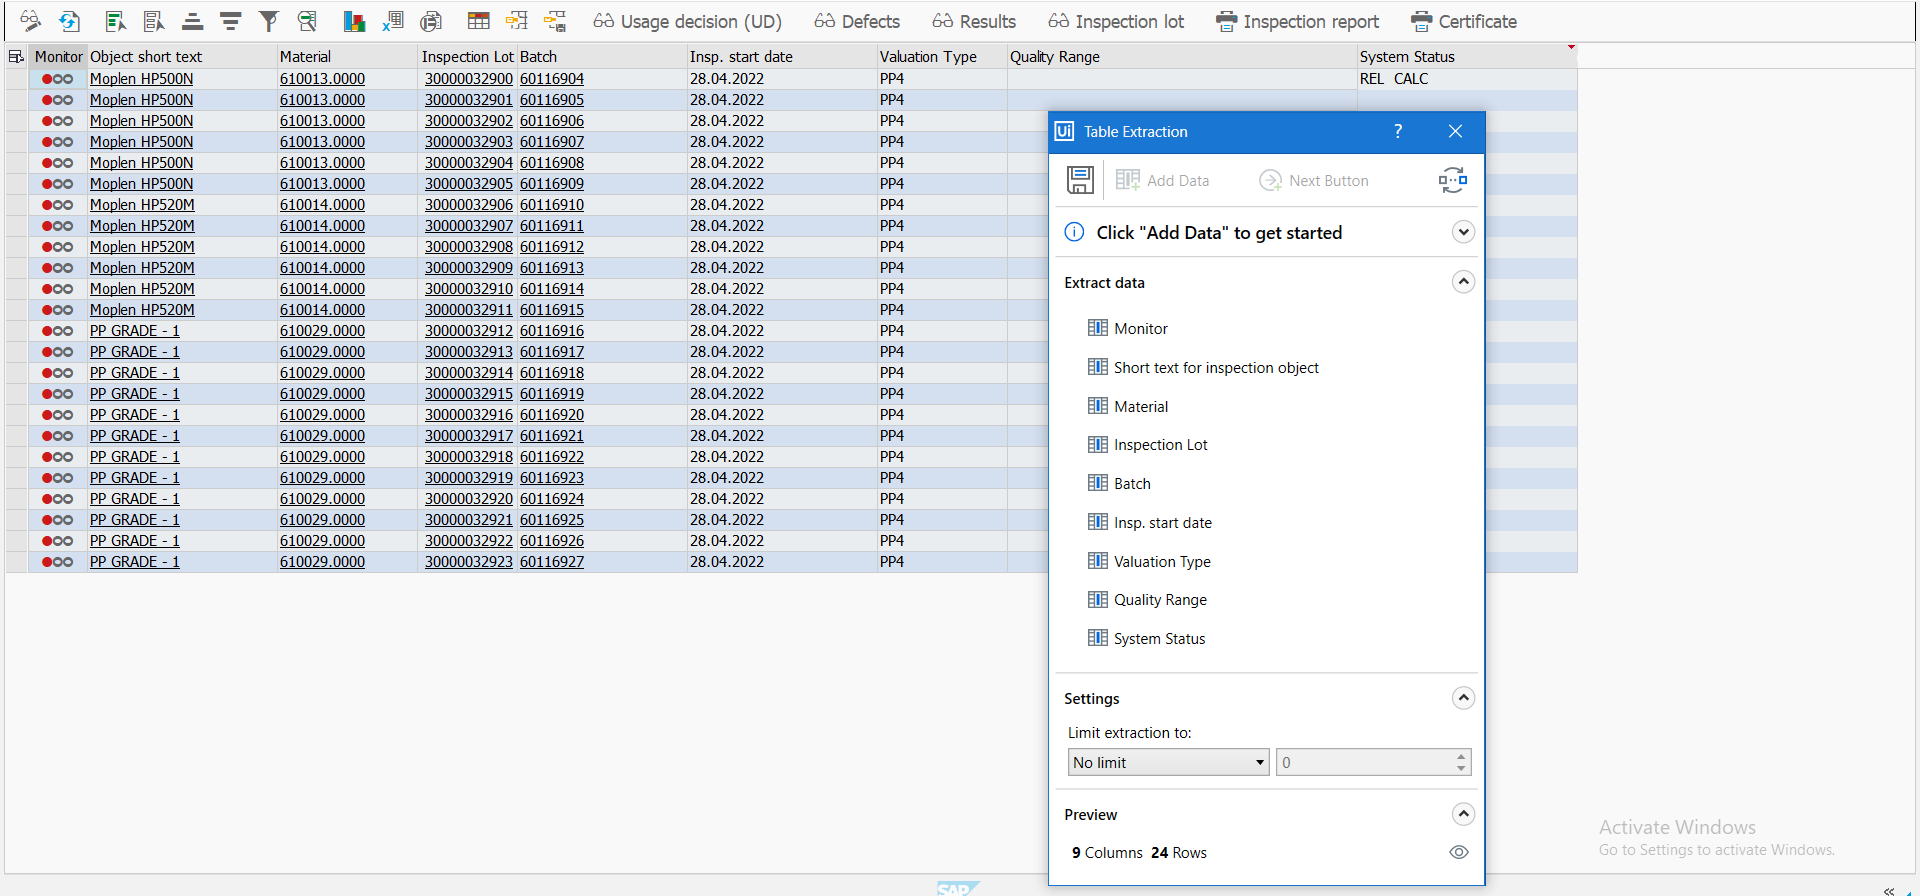 Usage decision (UD) Defects Results Inspection lot Inspection report Certificate
Monitor Object short text Material Inspection Lot Batch Insp. start date Valuation Type Quality Range System Status
Moplen HP500N 610013.0000 30000032900 60116904 28.04.2022 PP4 REL CALC
Moplen HP500N 610013.0000 30000032901 60116905 28.04.2022 PP4
Moplen HP500N 610013.0000 30000032902 60116906 28.04.2022 PP4
Moplen HP500N 610013.0000 30000032903 60116907 28.04.2022 PP4
Moplen HP500N 610013.0000 30000032904 60116908 28.04.2022 PP4
Moplen HP500N 610013.0000 30000032905 60116909 28.04.2022 PP4
Moplen HP520M 610014.0000 30000032906 60116910 28.04.2022 PP4
Moplen HP520M 610014.0000 30000032907 60116911 28.04.2022 PP4
Moplen HP520M 610014.0000 30000032908 60116912 28.04.2022 PP4
Moplen HP520M 610014.0000 30000032909 60116913 28.04.2022 PP4
Moplen HP520M 610014.0000 30000032910 60116914 28.04.2022 PP4
Moplen HP520M 610014.0000 30000032911 60116915 28.04.2022 PP4
PP GRADE - 1 610029.0000 30000032912 60116916 28.04.2022 PP4
PP GRADE - 1 610029.0000 30000032913 60116917 28.04.2022 PP4
PP GRADE - 1 610029.0000 30000032914 60116918 28.04.2022 PP4
PP GRADE - 1 610029.0000 30000032915 60116919 28.04.2022 PP4
PP GRADE - 1 610029.0000 30000032916 60116920 28.04.2022 PP4
PP GRADE - 1 610029.0000 30000032917 60116921 28.04.2022 PP4
PP GRADE - 1 610029.0000 30000032918 60116922 28.04.2022 PP4
PP GRADE - 1 610029.0000 30000032919 60116923 28.04.2022 PP4
PP GRADE - 1 610029.0000 30000032920 60116924 28.04.2022 PP4
PP GRADE - 1 610029.0000 30000032921 60116925 28.04.2022 PP4
PP GRADE - 1 610029.0000 30000032922 60116926 28.04.2022 PP4
PP GRADE - 1 610029.0000 30000032923 60116927 28.04.2022 PP4
Ui Table Extraction ?
Add Data Next Button
Click "Add Data" to get started
Extract data
Monitor
Short text for inspection object
Material
Inspection Lot
Batch
Insp. start date
Valuation Type
Quality Range
System Status
Settings
Limit extraction to:
No limit 0
Preview
9 Columns 24 Rows
Activate Windows
Go to Settings to activate Windows.
SAP